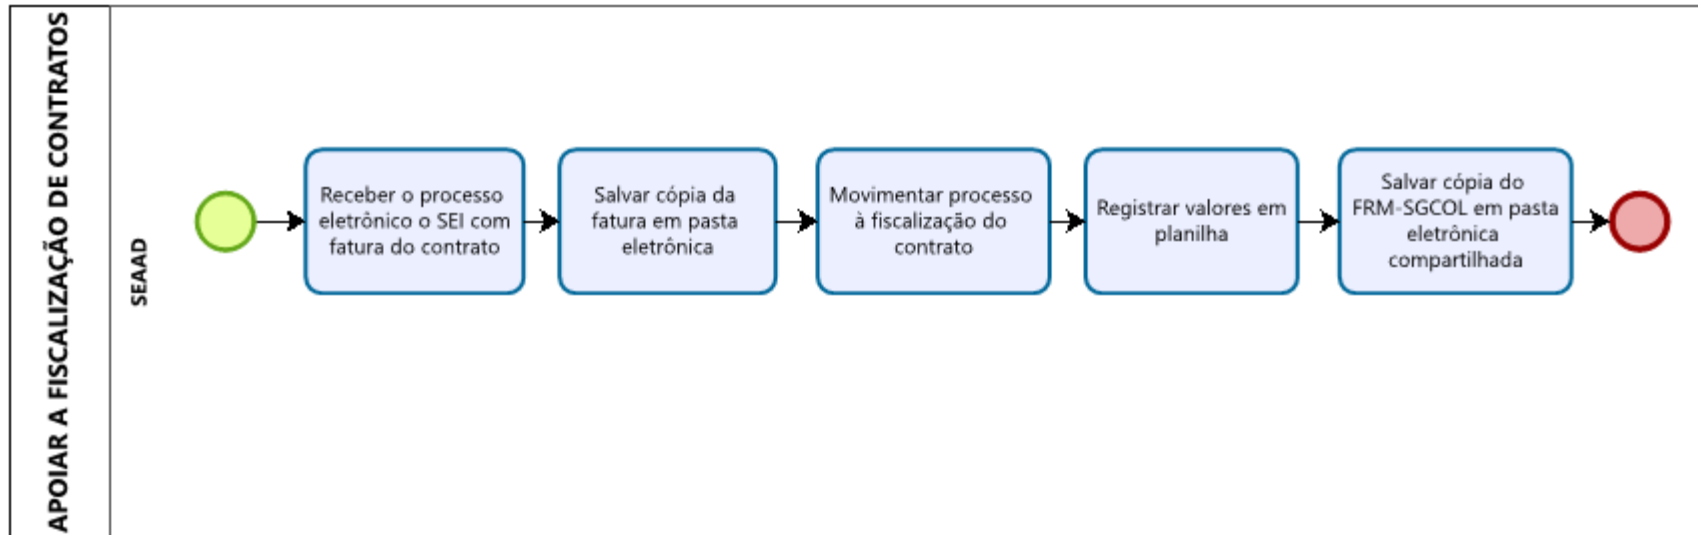 APOIAR A FISCALIZAÇÃO DE CONTRATOS
SEAAD
Receber o processo
eletrônico o SEI com
fatura do contrato
Salvar cópia da
fatura em pasta
eletrônica
Movimentar processo
à fiscalização do
contrato
Registrar valores em
planilha
Salvar cópia do
FRM-SGCOL em pasta
eletrônica
compartilhada